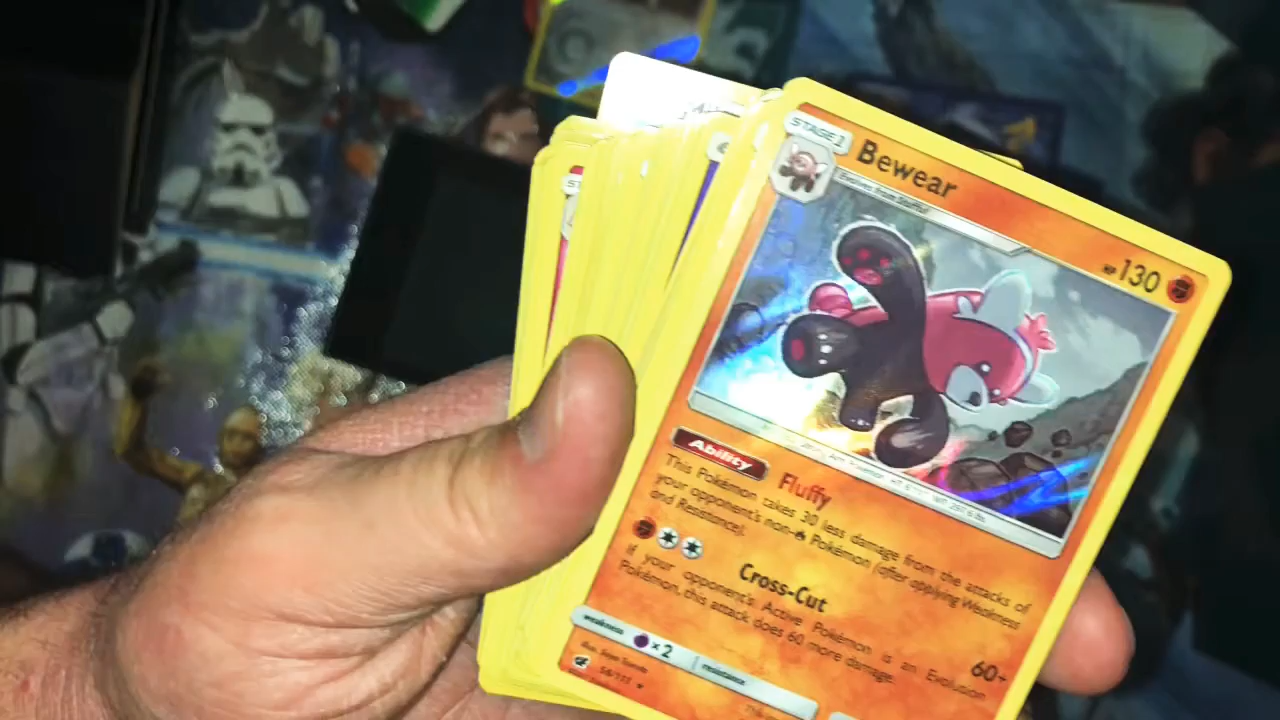 STAGE 1
Bewear
Evolves from Stufful
HP 130
Ability Fluffy
This Pokémon takes 30 less damage from the attacks of
your opponent's non- Pokémon (after applying Weakness
and Resistance).
Cross-Cut
60+
If your opponent's Active Pokémon is an Evolution
Pokémon, this attack does 60 more damage.
weakness
×2
resistance
ST